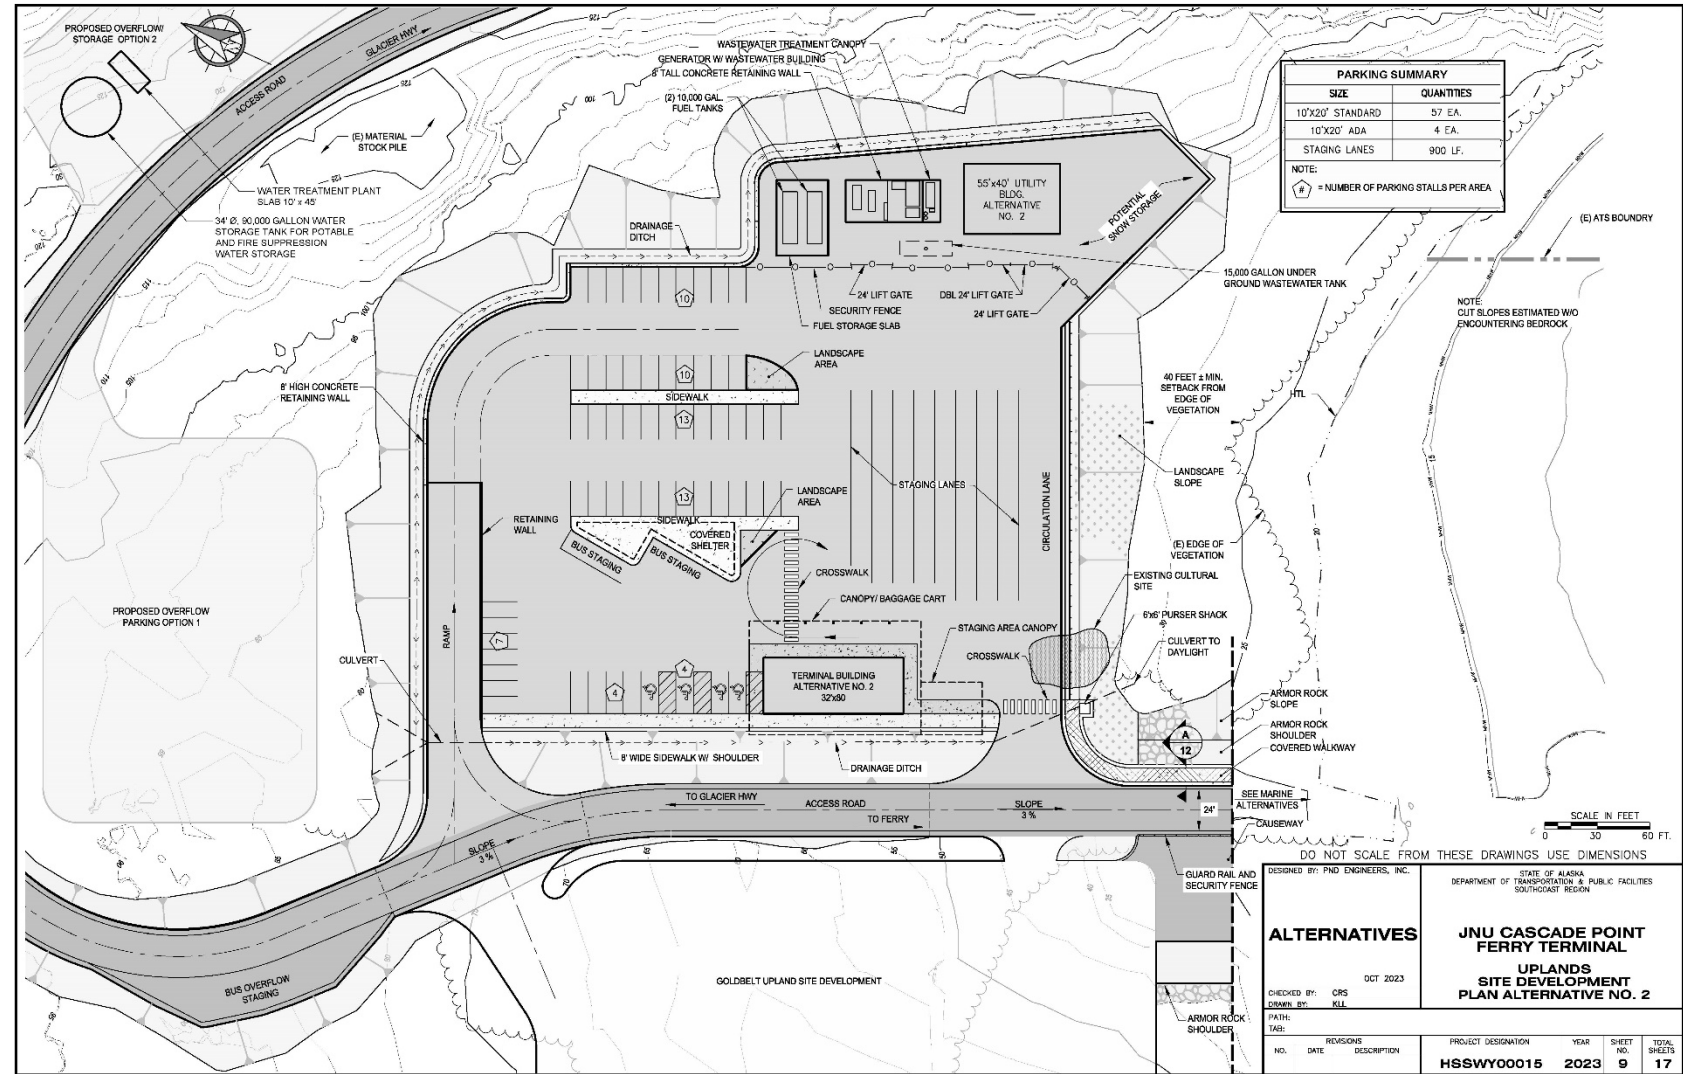 PROPOSED OVERFLOW/
STORAGE OPTION 2
GLACIER HWY
ACCESS ROAD
(E) MATERIAL
STOCK PILE
WATER TREATMENT PLANT
SLAB 10' x 45'
34' Ø, 90,000 GALLON WATER
STORAGE TANK FOR POTABLE
AND FIRE SUPPRESSION
WATER STORAGE
WASTEWATER TREATMENT CANOPY
GENERATOR W/ WASTEWATER BUILDING
8' TALL CONCRETE RETAINING WALL
(2) 10,000 GAL.
FUEL TANKS
DRAINAGE
DITCH
55'x40' UTILITY
BLDG.
ALTERNATIVE
NO. 2
POTENTIAL
SNOW STORAGE
PARKING SUMMARY
SIZE QUANTITIES
10'X20' STANDARD 57 EA.
10'X20' ADA 4 EA.
STAGING LANES 900 LF.
NOTE:
# = NUMBER OF PARKING STALLS PER AREA
(E) ATS BOUNDRY
15,000 GALLON UNDER
GROUND WASTEWATER TANK
NOTE:
CUT SLOPES ESTIMATED W/O
ENCOUNTERING BEDROCK
10
24' LIFT GATE
DBL 24' LIFT GATE
SECURITY FENCE
24' LIFT GATE
FUEL STORAGE SLAB
LANDSCAPE
AREA
8' HIGH CONCRETE
RETAINING WALL
10
SIDEWALK
13
40 FEET ± MIN.
SETBACK FROM
EDGE OF
VEGETATION
HTL
LANDSCAPE
SLOPE
STAGING LANES
CIRCULATION LANE
13
LANDSCAPE
AREA
RETAINING
WALL
SIDEWALK
COVERED
SHELTER
BUS STAGING
BUS STAGING
(E) EDGE OF
VEGETATION
CROSSWALK
EXISTING CULTURAL
SITE
CANOPY/ BAGGAGE CART
6'x6' PURSER SHACK
PROPOSED OVERFLOW
PARKING OPTION 1
RAMP
7
STAGING AREA CANOPY
CULVERT TO
DAYLIGHT
CROSSWALK
CULVERT
4
4
TERMINAL BUILDING
ALTERNATIVE NO. 2
32'x80
ARMOR ROCK
SLOPE
ARMOR ROCK
SHOULDER
A
12
COVERED WALKWAY
8' WIDE SIDEWALK W/ SHOULDER
DRAINAGE DITCH
TO GLACIER HWY
ACCESS ROAD
SLOPE
3 %
TO FERRY
24'
SEE MARINE
ALTERNATIVES
CAUSEWAY
SLOPE
3 %
GUARD RAIL AND
SECURITY FENCE
BUS OVERFLOW
STAGING
GOLDBELT UPLAND SITE DEVELOPMENT
ARMOR ROCK
SHOULDER
SCALE IN FEET
0 30 60 FT.
DO NOT SCALE FROM THESE DRAWINGS USE DIMENSIONS
DESIGNED BY: PND ENGINEERS, INC.
STATE OF ALASKA
DEPARTMENT OF TRANSPORTATION & PUBLIC FACILITIES
SOUTHCOAST REGION
ALTERNATIVES
JNU CASCADE POINT
FERRY TERMINAL
UPLANDS
SITE DEVELOPMENT
PLAN ALTERNATIVE NO. 2
OCT 2023
CHECKED BY: CRS
DRAWN BY: KLL
PATH:
TAB:
REVISIONS
NO. DATE DESCRIPTION
PROJECT DESIGNATION YEAR SHEET NO. TOTAL SHEETS
HSSWY00015 2023 9 17